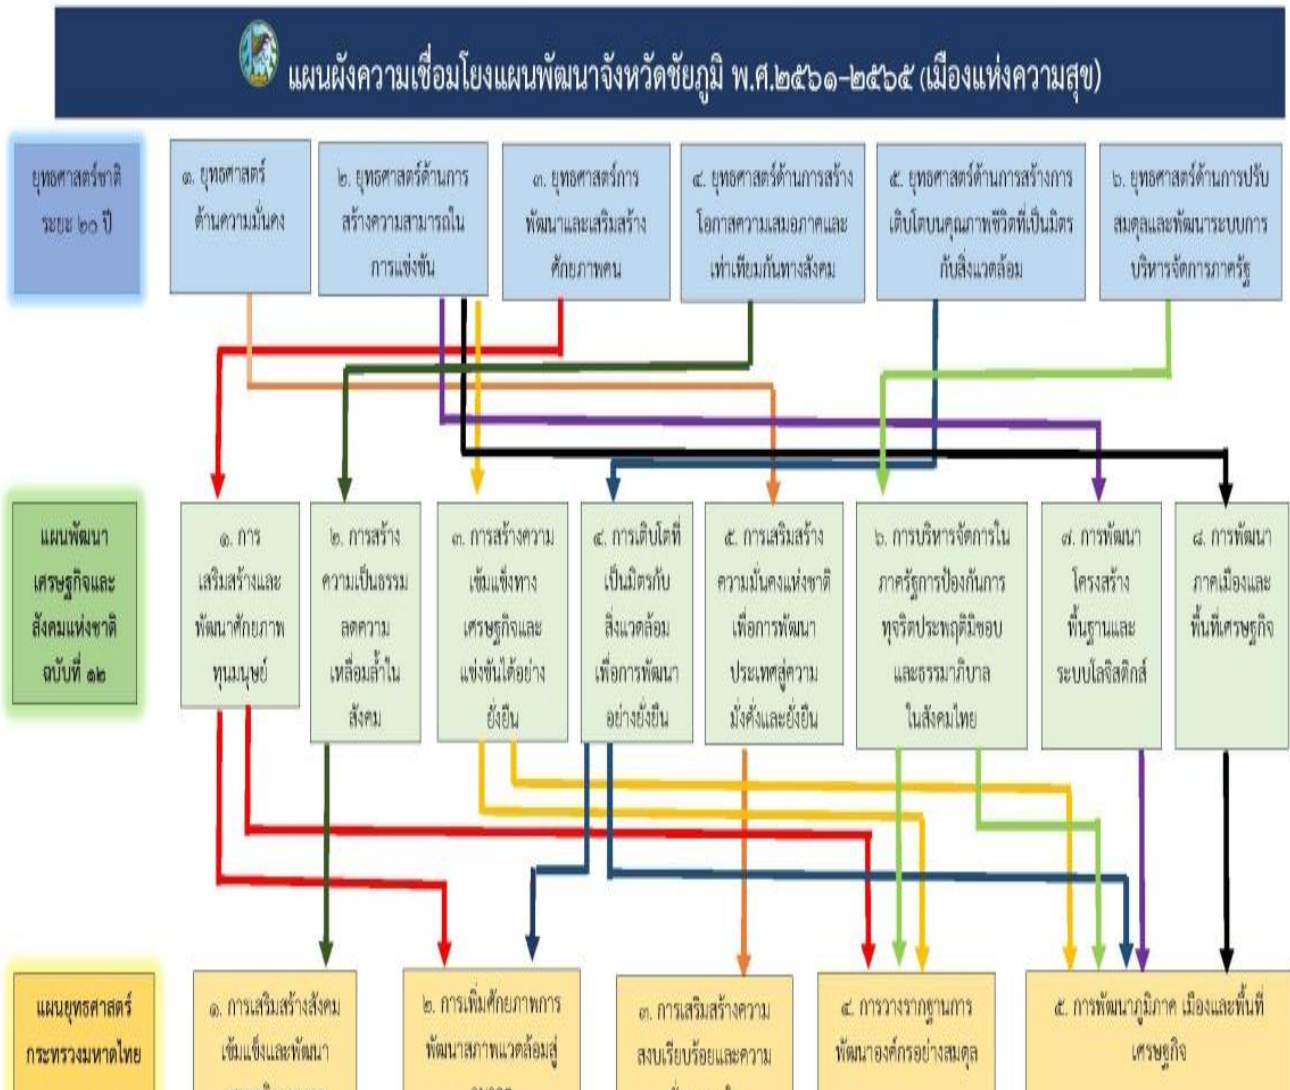 แผนผังความเชื่อมโยงแผนพัฒนาจังหวัดชัยภูมิ พ.ศ.๒๕๖๑-๒๕๖๕ (เมืองแห่งความสุข)
ยุทธศาสตร์ชาติ
ระยะ ๒๐ ปี
๑. ยุทธศาสตร์
ด้านความมั่นคง
๒. ยุทธศาสตร์ด้านการ
สร้างความสามารถใน
การแข่งขัน
๓. ยุทธศาสตร์การ
พัฒนาและเสริมสร้าง
ศักยภาพคน
๔. ยุทธศาสตร์ด้านการสร้าง
โอกาสความเสมอภาคและ
เท่าเทียมกันทางสังคม
๕. ยุทธศาสตร์ด้านการสร้างการ
เติบโตบนคุณภาพชีวิตที่เป็นมิตร
กับสิ่งแวดล้อม
๖. ยุทธศาสตร์ด้านการปรับ
สมดุลและพัฒนาระบบการ
บริหารจัดการภาครัฐ
แผนพัฒนา
เศรษฐกิจและ
สังคมแห่งชาติ
ฉบับที่ ๑๒
๑. การ
เสริมสร้างและ
พัฒนาศักยภาพ
ทุนมนุษย์
๒. การสร้าง
ความเป็นธรรม
ลดความ
เหลื่อมล้ำใน
สังคม
๓. การสร้างความ
เข้มแข็งทาง
เศรษฐกิจและ
แข่งขันได้อย่าง
ยั่งยืน
๔. การเติบโตที่
เป็นมิตรกับ
สิ่งแวดล้อม
เพื่อการพัฒนา
อย่างยั่งยืน
๕. การเสริมสร้าง
ความมั่นคงแห่งชาติ
เพื่อการพัฒนา
ประเทศสู่ความ
มั่งคั่งและยั่งยืน
๖. การบริหารจัดการใน
ภาครัฐการป้องกันการ
ทุจริตประพฤติมิชอบ
และธรรมาภิบาล
ในสังคมไทย
๗. การพัฒนา
โครงสร้าง
พื้นฐานและ
ระบบโลจิสติกส์
๘. การพัฒนา
ภาคเมืองและ
พื้นที่เศรษฐกิจ
แผนยุทธศาสตร์
กระทรวงมหาดไทย
๑. การเสริมสร้างสังคม
เข้มแข็งและพัฒนา
๒. การเพิ่มศักยภาพการ
พัฒนาสภาพแวดล้อมสู่
๓. การเสริมสร้างความ
สงบเรียบร้อยและความ
๔. การวางรากฐานการ
พัฒนาองค์กรอย่างสมดุล
๕. การพัฒนาภูมิภาค เมืองและพื้นที่
เศรษฐกิจ